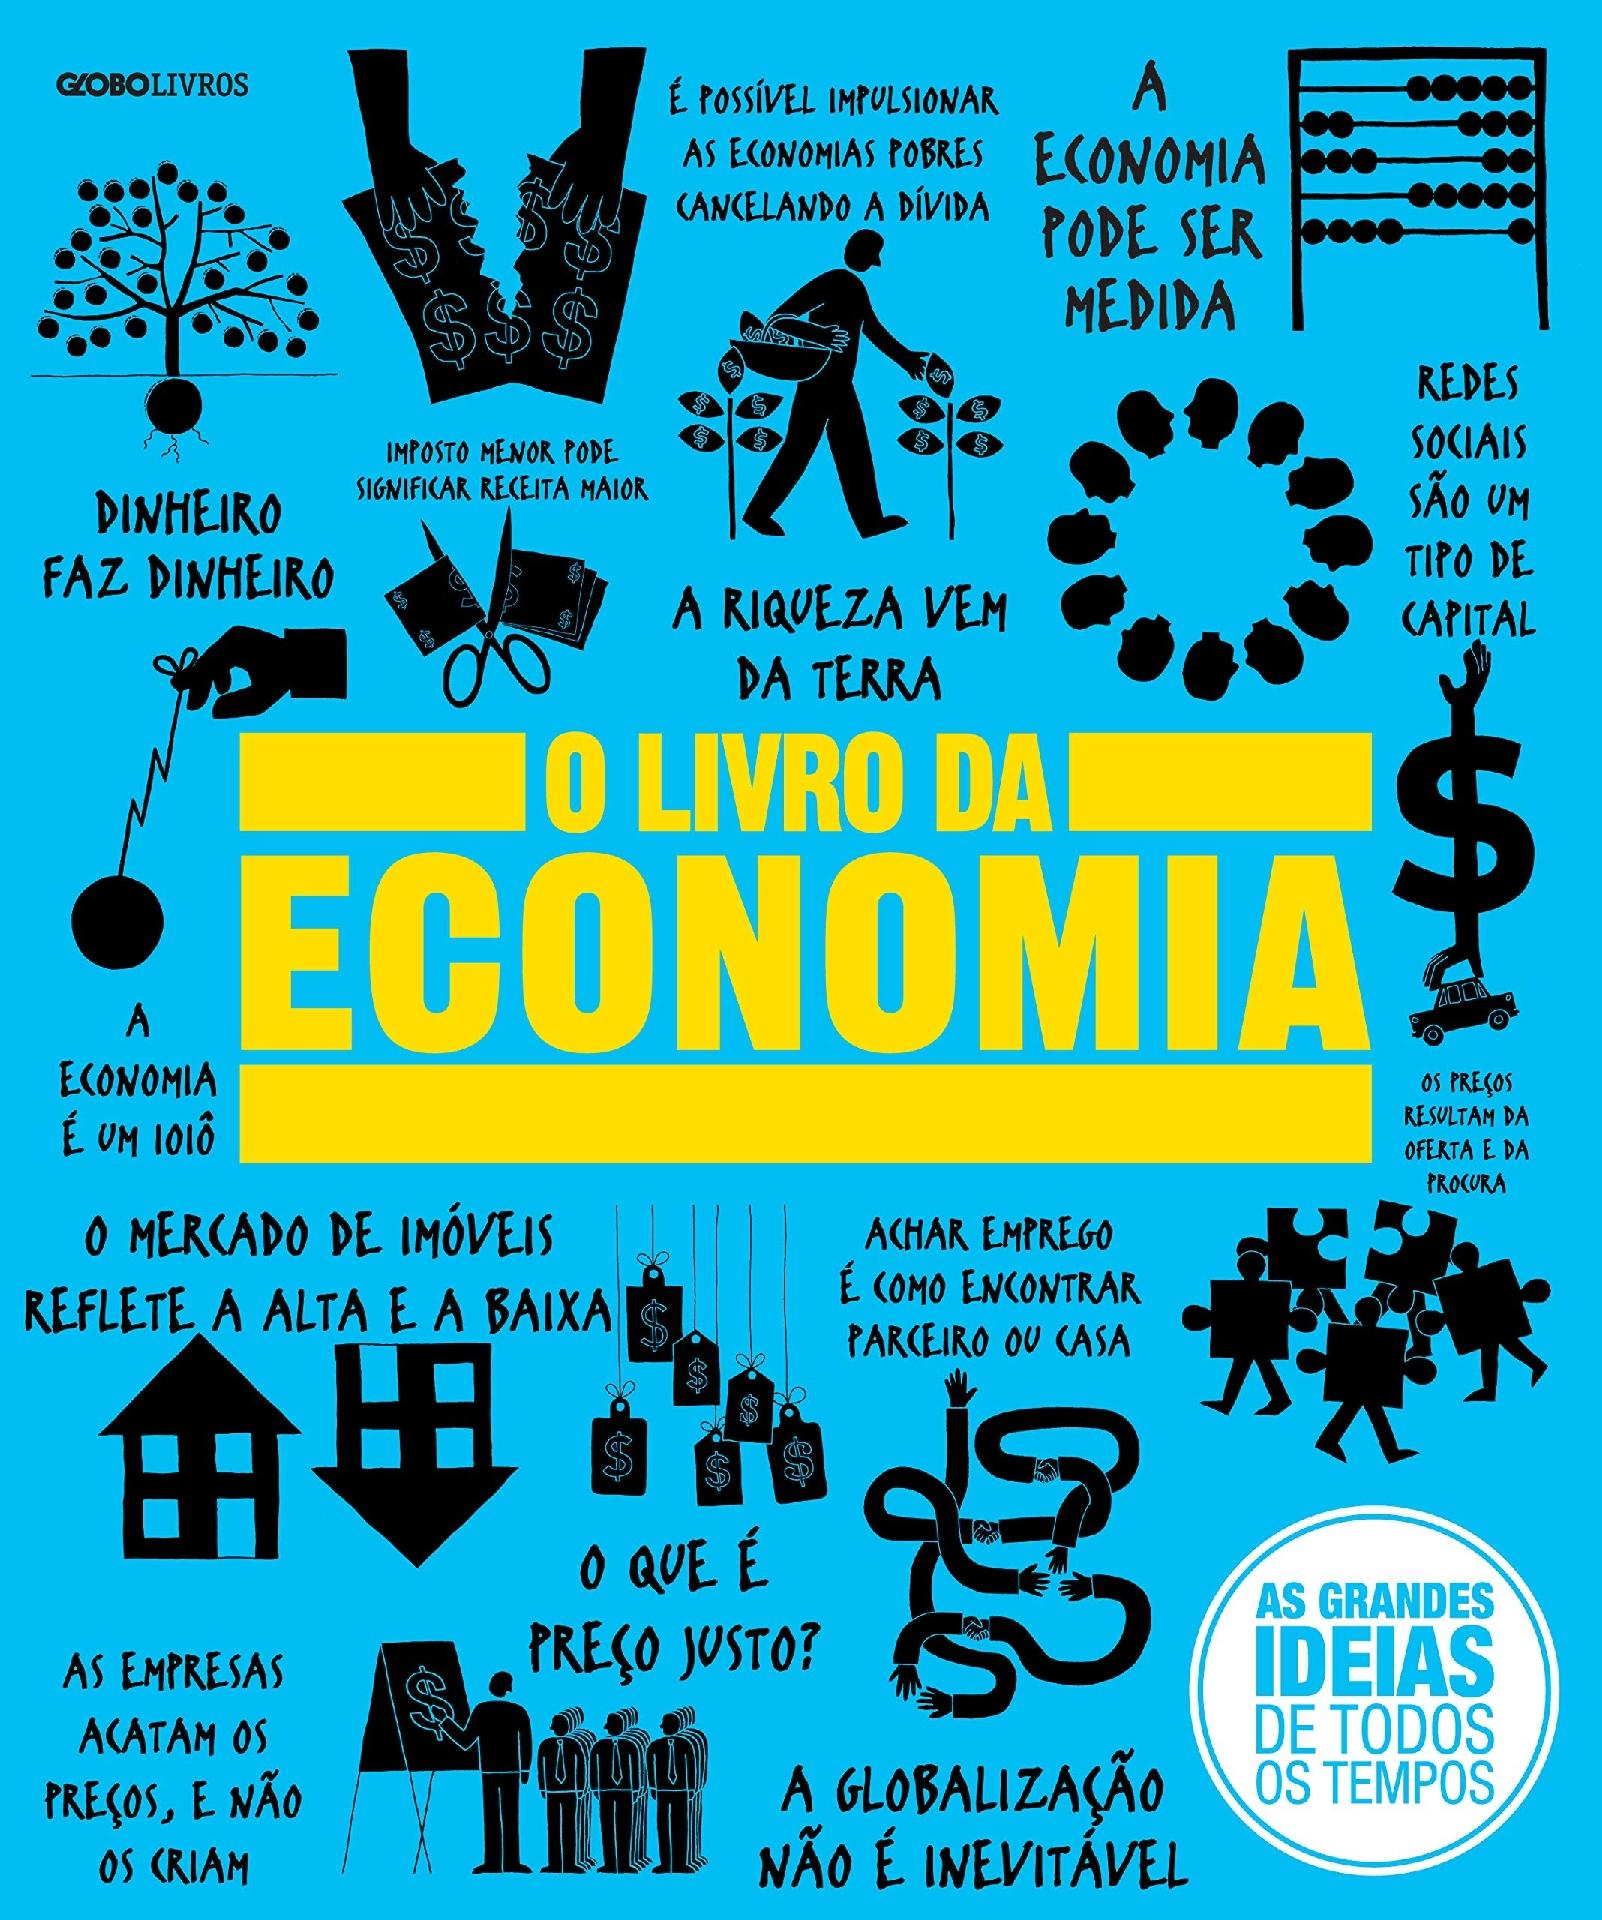 GLOBOLIVROS
É POSSÍVEL IMPULSIONAR
AS ECONOMIAS POBRES
CANCELANDO A DÍVIDA
A
ECONOMIA
PODE SER
MEDIDA
REDES
SOCIAIS
SÃO UM
TIPO DE
CAPITAL
IMPOSTO MENOR PODE
SIGNIFICAR RECEITA MAIOR
DINHEIRO
FAZ DINHEIRO
A RIQUEZA VEM
DA TERRA
O LIVRO DA
ECONOMIA
A
ECONOMIA
É UM IOIÔ
OS PREÇOS
RESULTAM DA
OFERTA E DA
PROCURA
O MERCADO DE IMÓVEIS
REFLETE A ALTA E A BAIXA
ACHAR EMPREGO
É COMO ENCONTRAR
PARCEIRO OU CASA
O QUE É
PREÇO JUSTO?
AS EMPRESAS
ACATAM OS
PREÇOS, E NÃO
OS CRIAM
A GLOBALIZAÇÃO
NÃO É INEVITÁVEL
AS GRANDES
IDEIAS
DE TODOS
OS TEMPOS